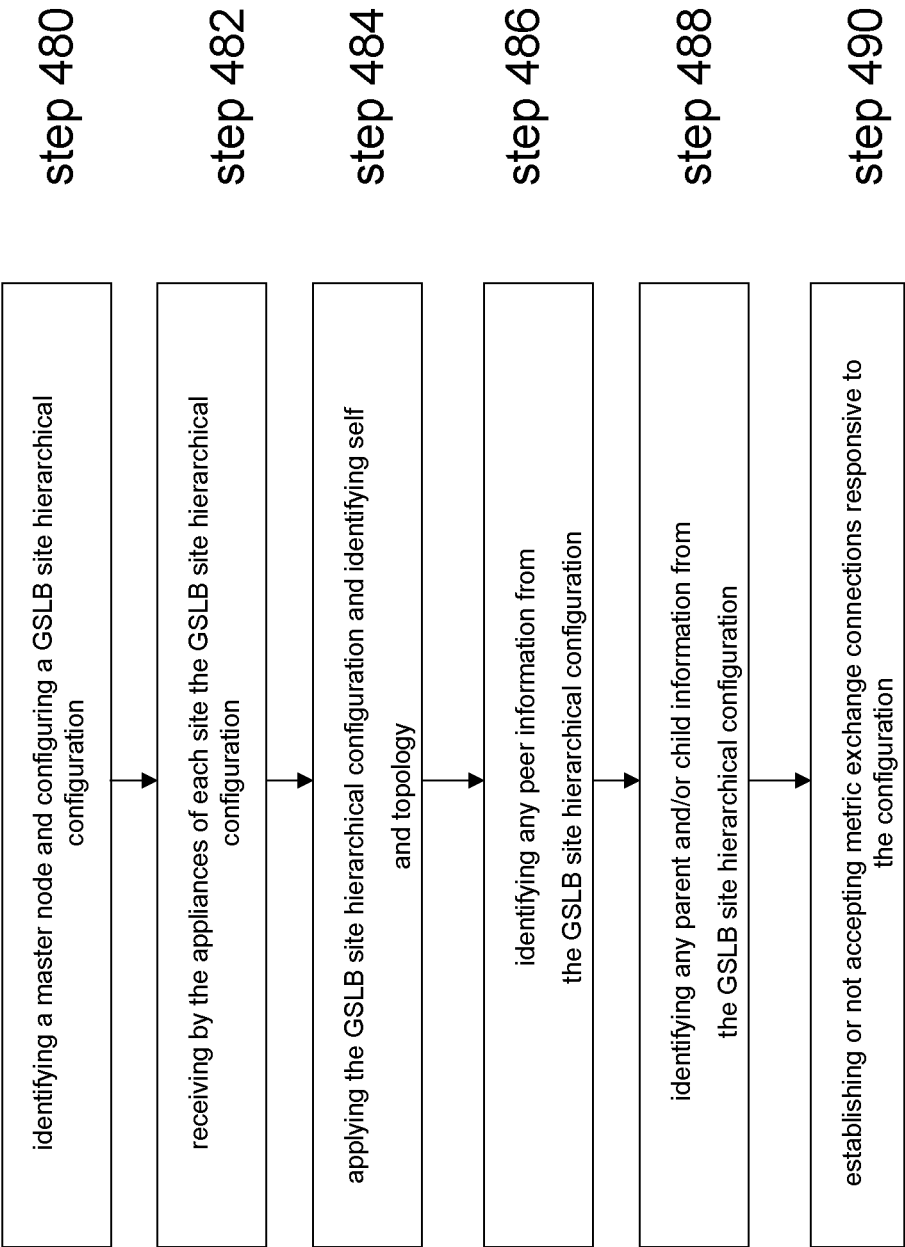 identifying a master node and configuring a GSLB site hierarchical
configuration
step 480
receiving by the appliances of each site the GSLB site hierarchical
configuration
step 482
applying the GSLB site hierarchical configuration and identifying self
and topology
step 484
identifying any peer information from
the GSLB site hierarchical configuration
step 486
identifying any parent and/or child information from
the GSLB site hierarchical configuration
step 488
establishing or not accepting metric exchange connections responsive to
the configuration
step 490